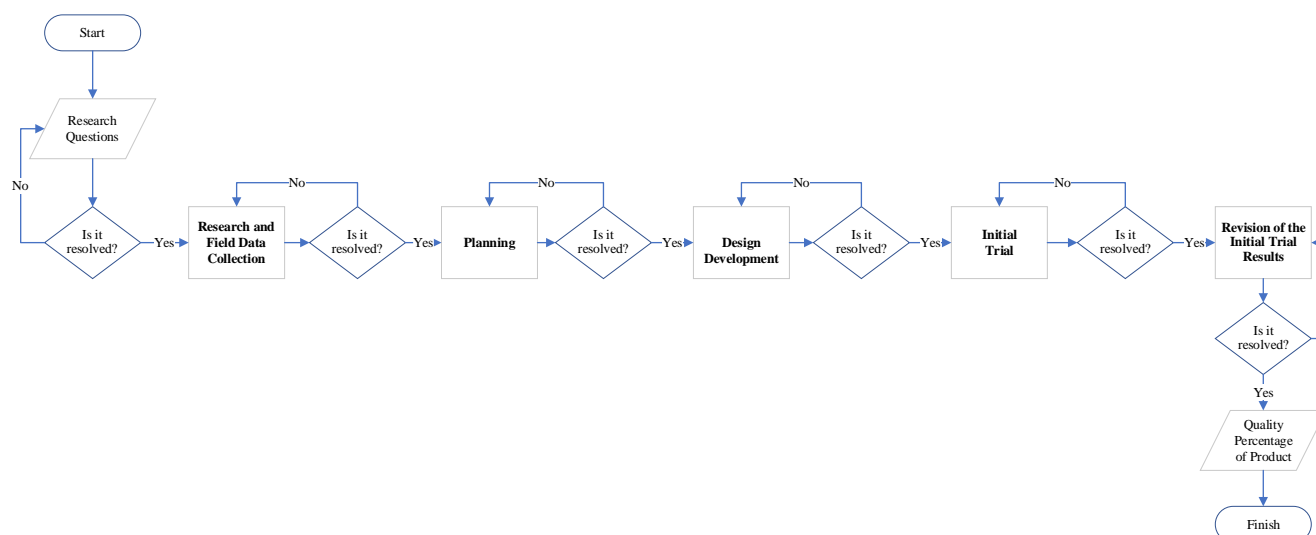 Start
Research
Questions
No
Is it
resolved?
Yes
Research and
Field Data
Collection
No
Is it
resolved?
Yes
Planning
No
Is it
resolved?
Yes
Design
Development
No
Is it
resolved?
Yes
Initial
Trial
No
Is it
resolved?
Yes
Revision of the
Initial Trial
Results
Is it
resolved?
Yes
Quality
Percentage
of Product
Finish